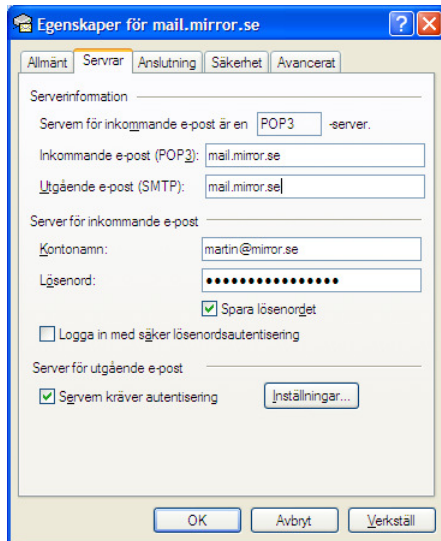 Egenskaper för mail.mirror.se
Allmänt Servrar Anslutning Säkerhet Avancerat
Serverinformation
Servern för inkommande e-post är en POP3 -server.
Inkommande e-post (POP3): mail.mirror.se
Utgående e-post (SMTP): mail.mirror.se
Server för inkommande e-post
Kontonamn: martin@mirror.se
Lösenord: ••••••••••••••••
Spara lösenordet
Logga in med säker lösenordsautentisering
Server för utgående e-post
Servern kräver autentisering Inställningar...
OK Avbryt Verkställ